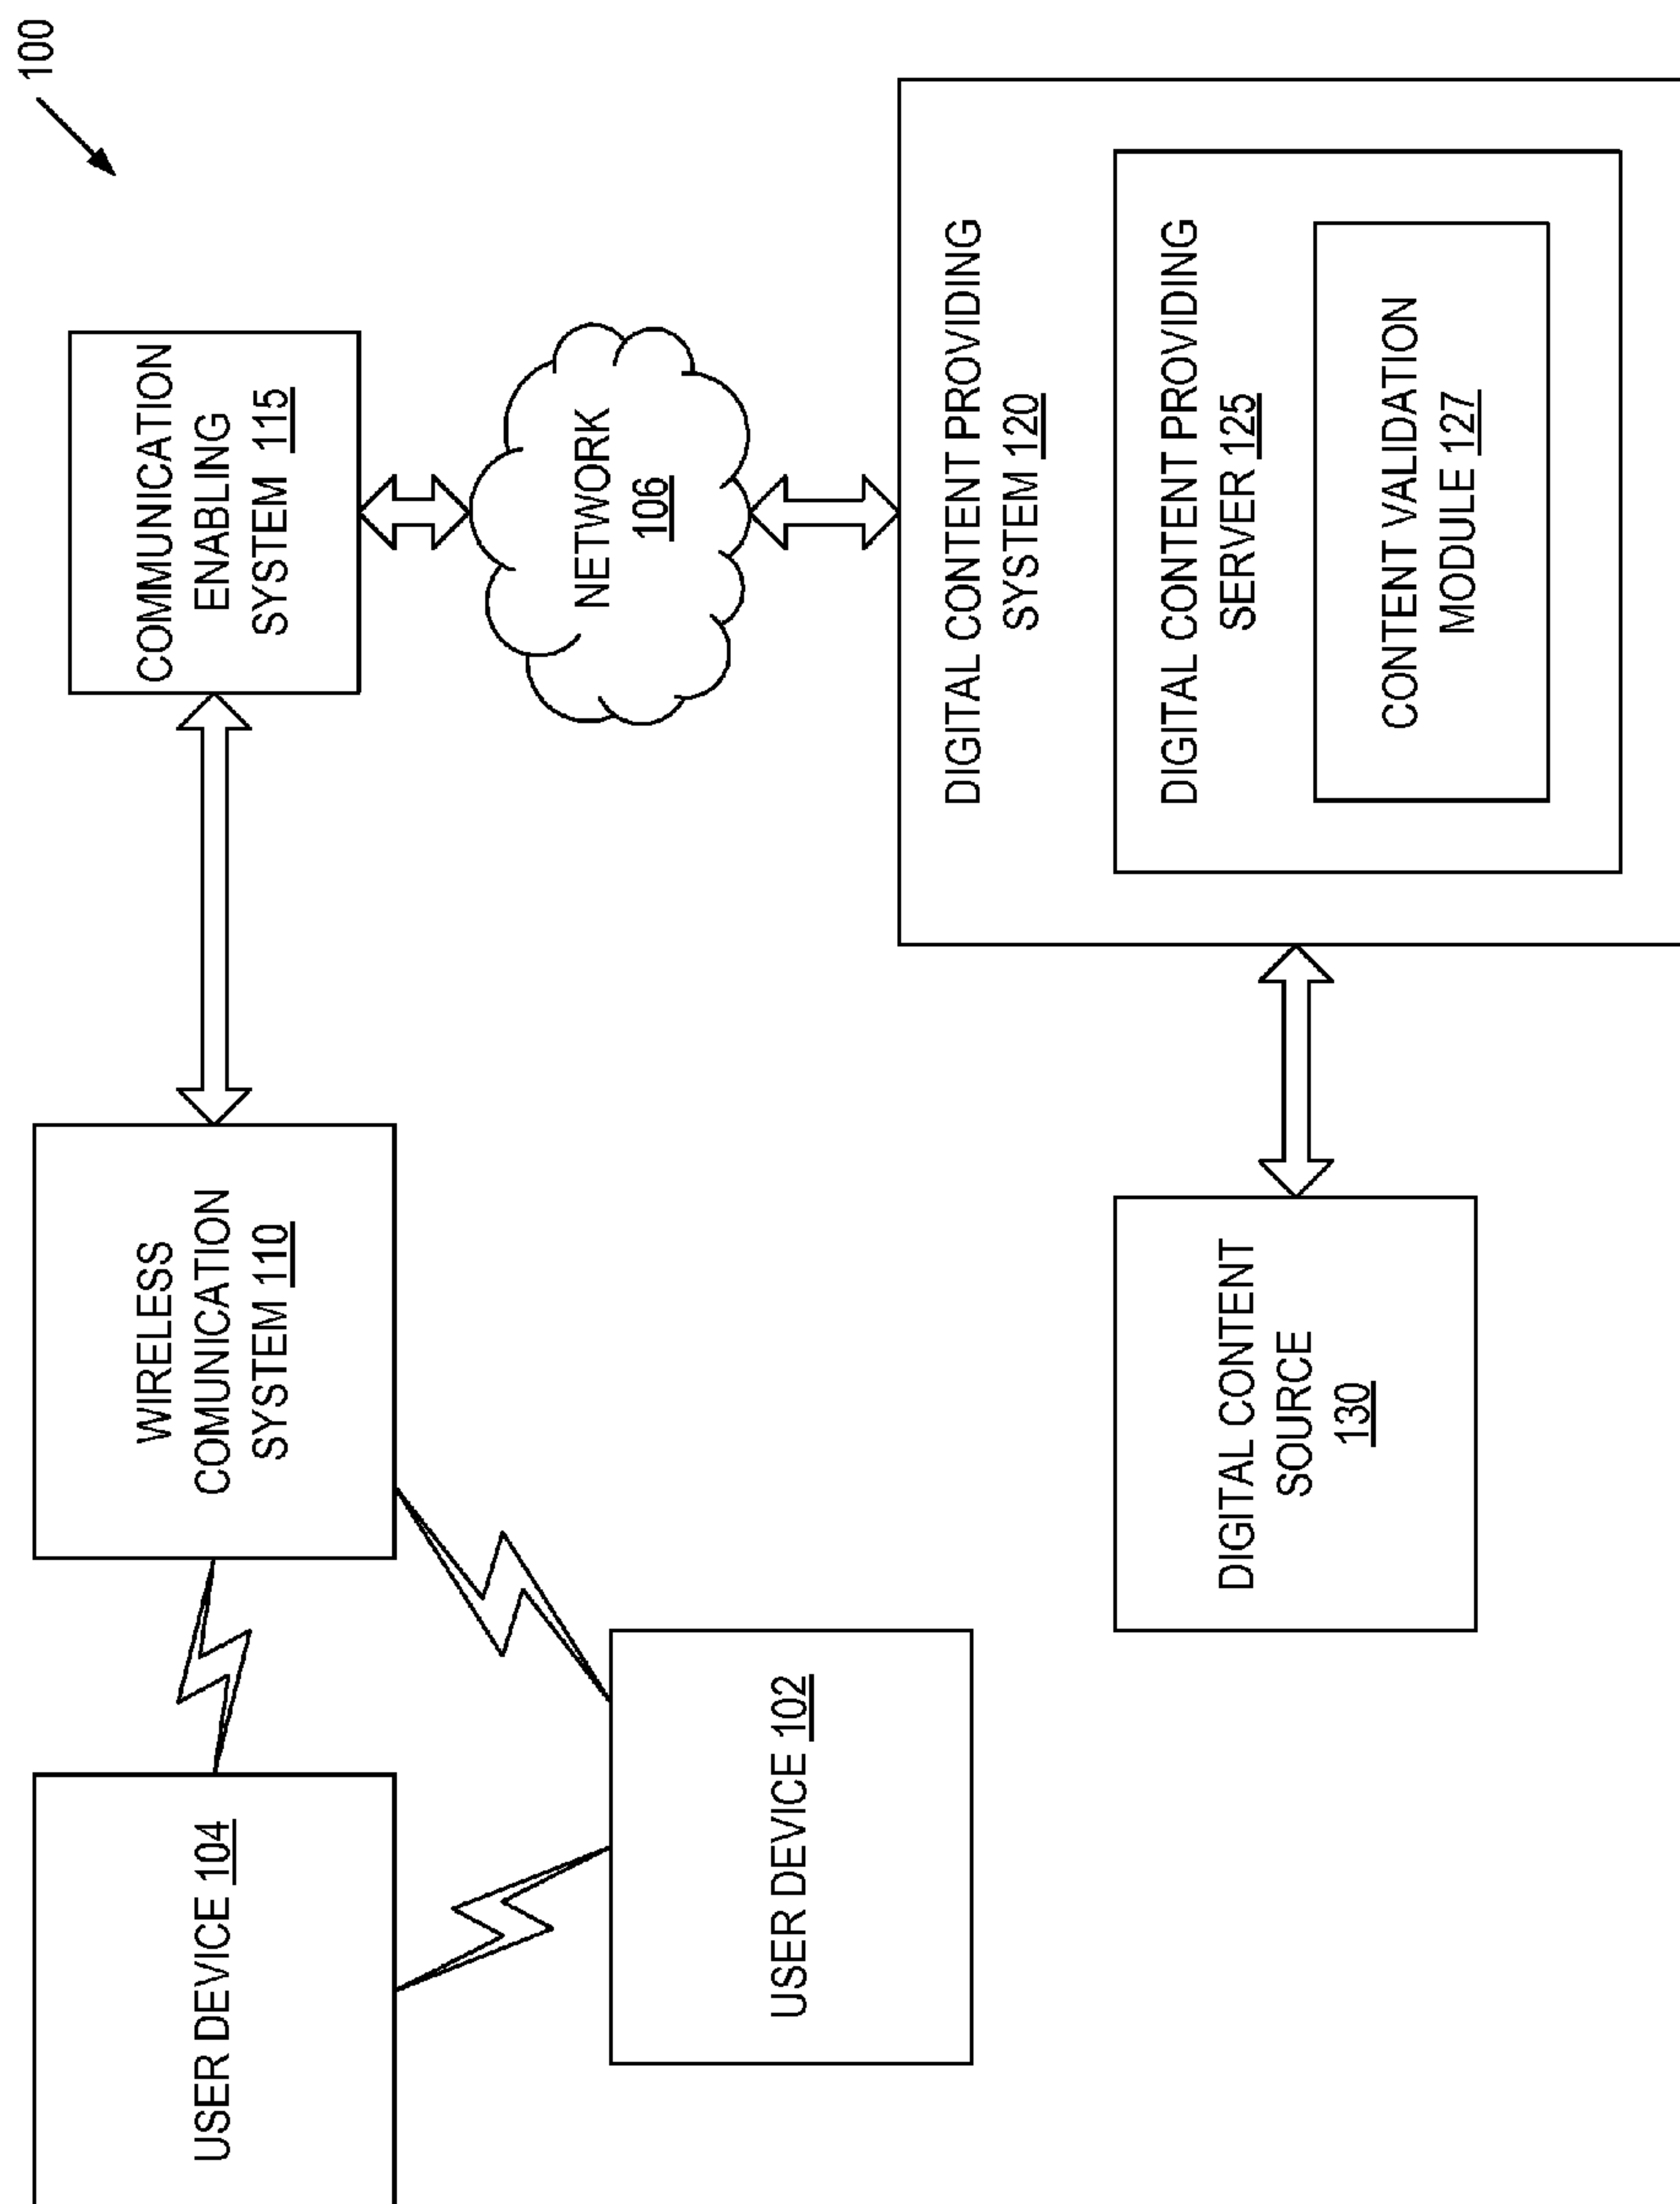 100
USER DEVICE 104
WIRELESS
COMUNICATION
SYSTEM 110
COMMUNICATION
ENABLING
SYSTEM 115
NETWORK
106
USER DEVICE 102
DIGITAL CONTENT PROVIDING
SYSTEM 120
DIGITAL CONTENT PROVIDING
SERVER 125
CONTENT VALIDATION
MODULE 127
DIGITAL CONTENT
SOURCE
130